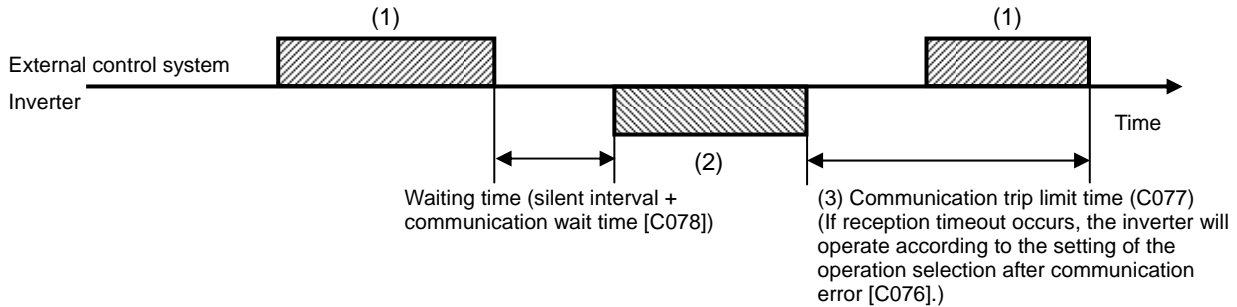 (1)
(1)
External control system
Inverter
Time
(2)
Waiting time (silent interval +
communication wait time [C078])
(3) Communication trip limit time (C077)
(If reception timeout occurs, the inverter will
operate according to the setting of the
operation selection after communication
error [C076].)